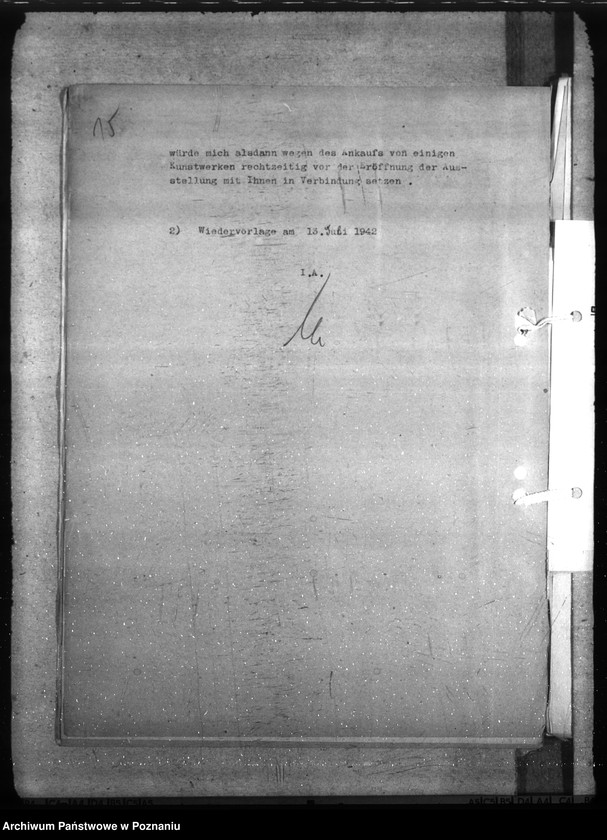 15
würde mich alsdann wegen des Ankaufs von einigen
Kunstwerken rechtzeitig vor der Eröffnung der Aus-
stellung mit Ihnen in Verbindung setzen .
2) Wiedervorlage am 13. Juli 1942
I.A.
Archiwum Państwowe w Poznaniu